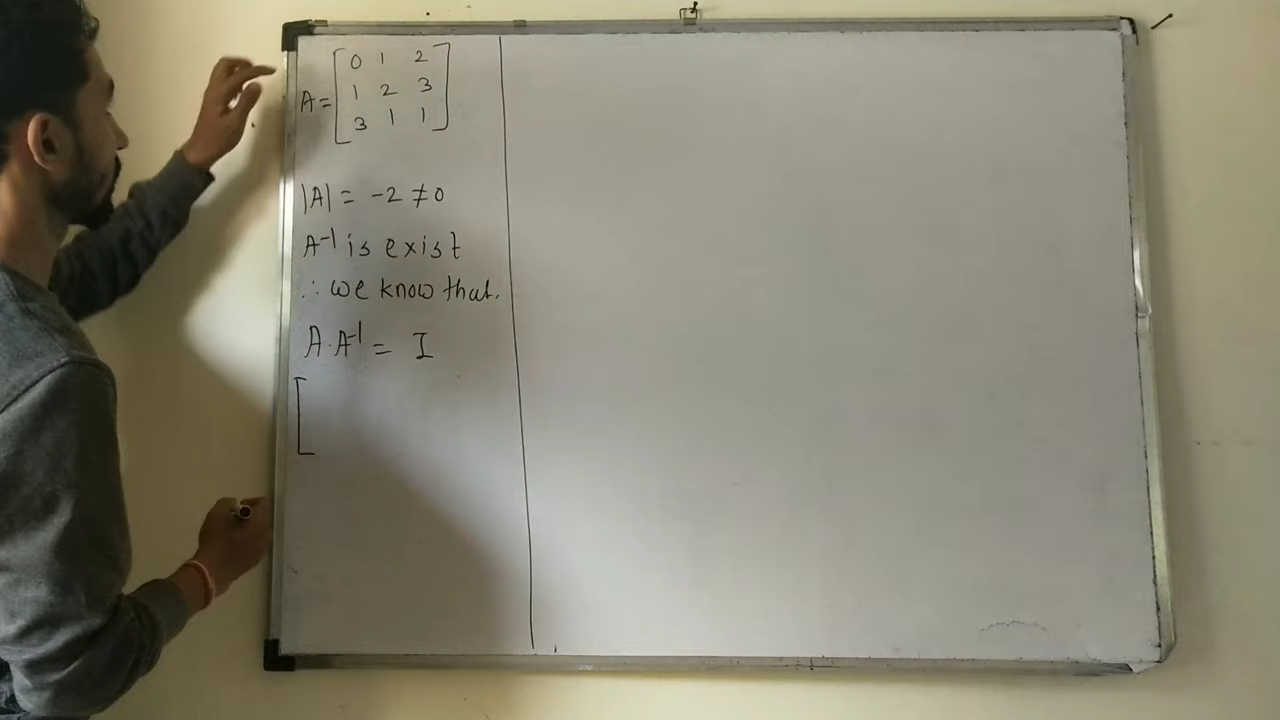 A = [0 1 2
1 2 3
3 1 1]
|A| = -2 ≠ 0
A⁻¹ is exist
∴ we know that.
A·A⁻¹ = I
[